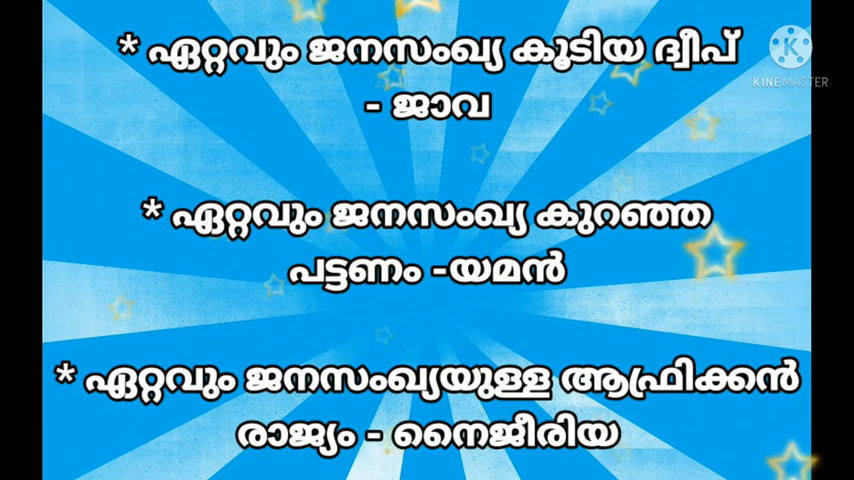 * ഏറ്റവും ജനസംഖ്യ കൂടിയ ദ്വീപ്
- ജാവ
KINEMASTER
* ഏറ്റവും ജനസംഖ്യ കുറഞ്ഞ
പട്ടണം -യമൻ
* ഏറ്റവും ജനസംഖ്യയുള്ള ആഫ്രിക്കൻ
രാജ്യം - നൈജീരിയ